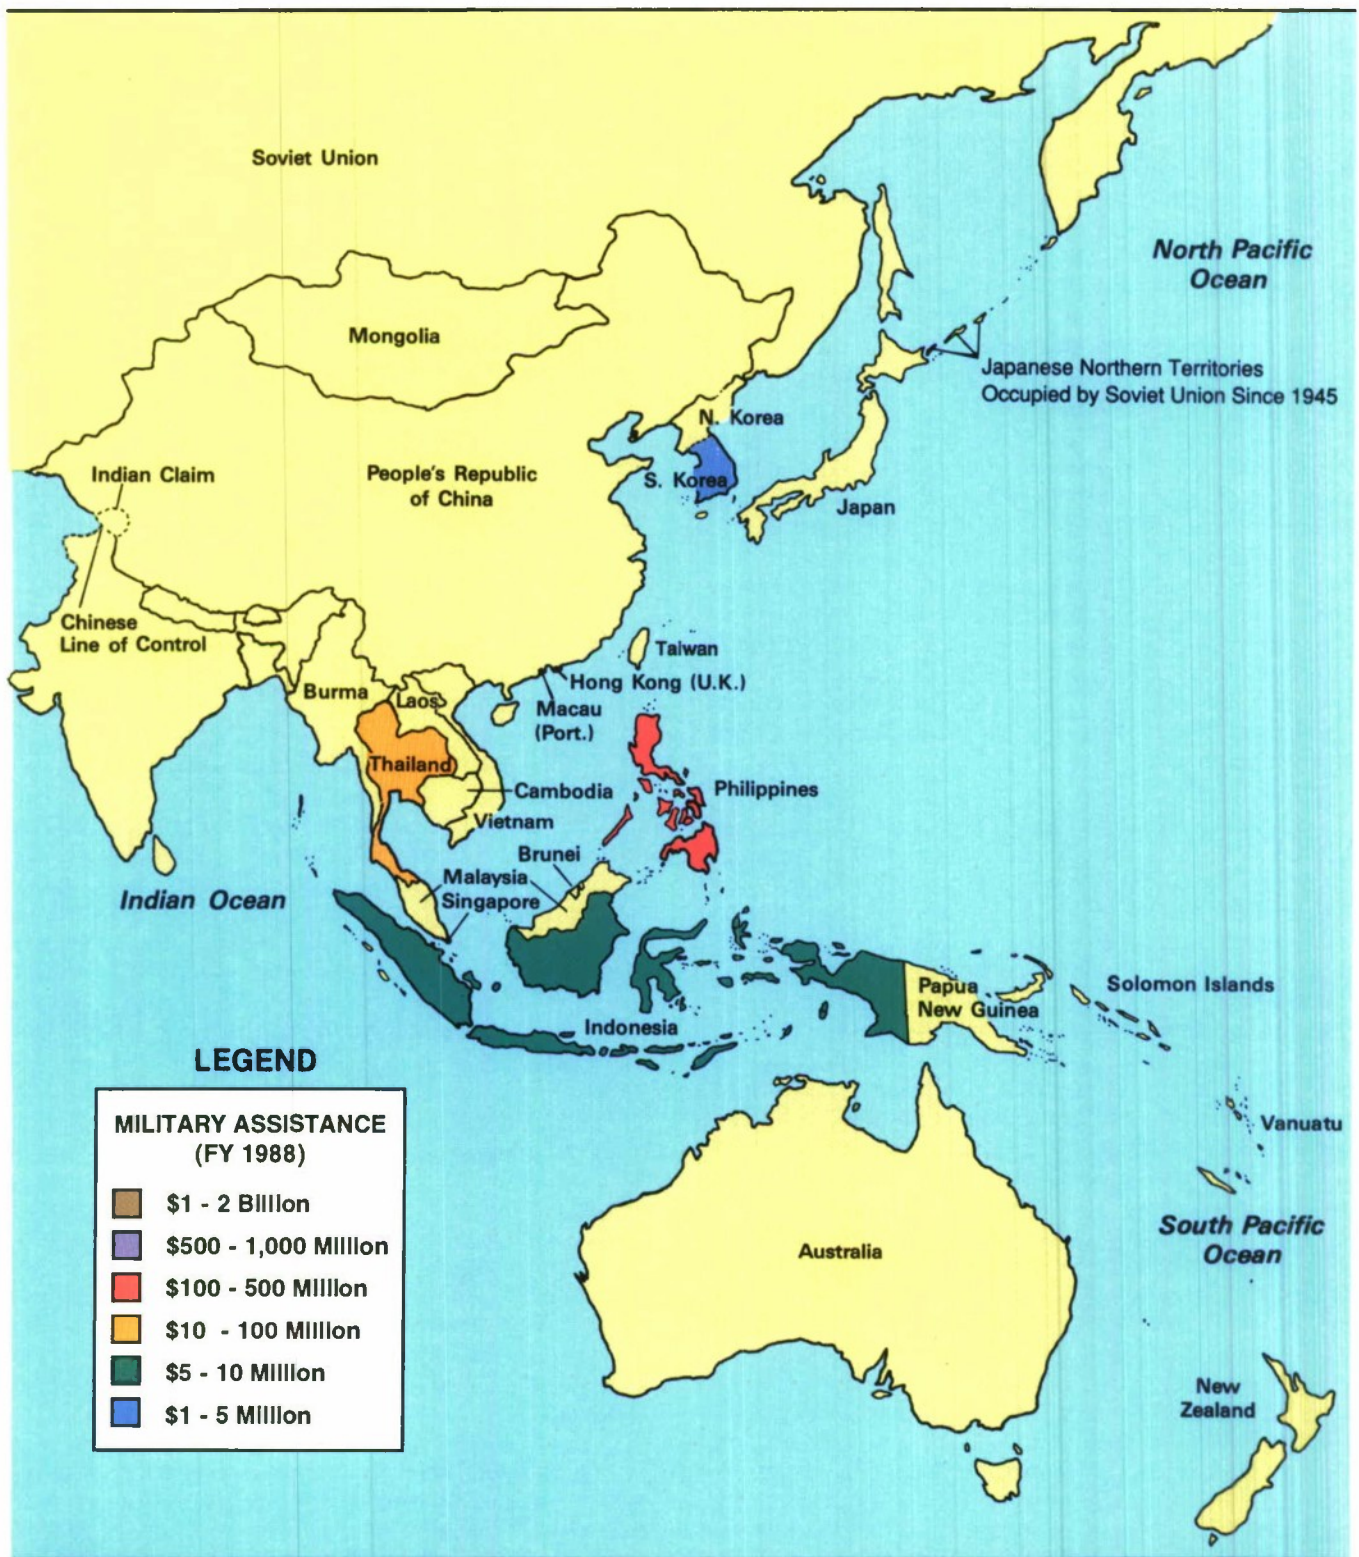 Soviet Union
North Pacific
Ocean
Mongolia
Japanese Northern Territories
Occupied by Soviet Union Since 1945
N. Korea
Indian Claim
People's Republic
of China
S. Korea
Japan
Chinese
Line of Control
Taiwan
Hong Kong (U.K.)
Burma
Laos
Macau
(Port.)
Thailand
Cambodia
Philippines
Vietnam
Brunei
Malaysia
Singapore
Indian Ocean
Papua
New Guinea
Solomon Islands
Indonesia
LEGEND
MILITARY ASSISTANCE
(FY 1988)
$1 - 2 Billion
$500 - 1,000 Million
$100 - 500 Million
$10 - 100 Million
$5 - 10 Million
$1 - 5 Million
Vanuatu
South Pacific
Ocean
Australia
New
Zealand